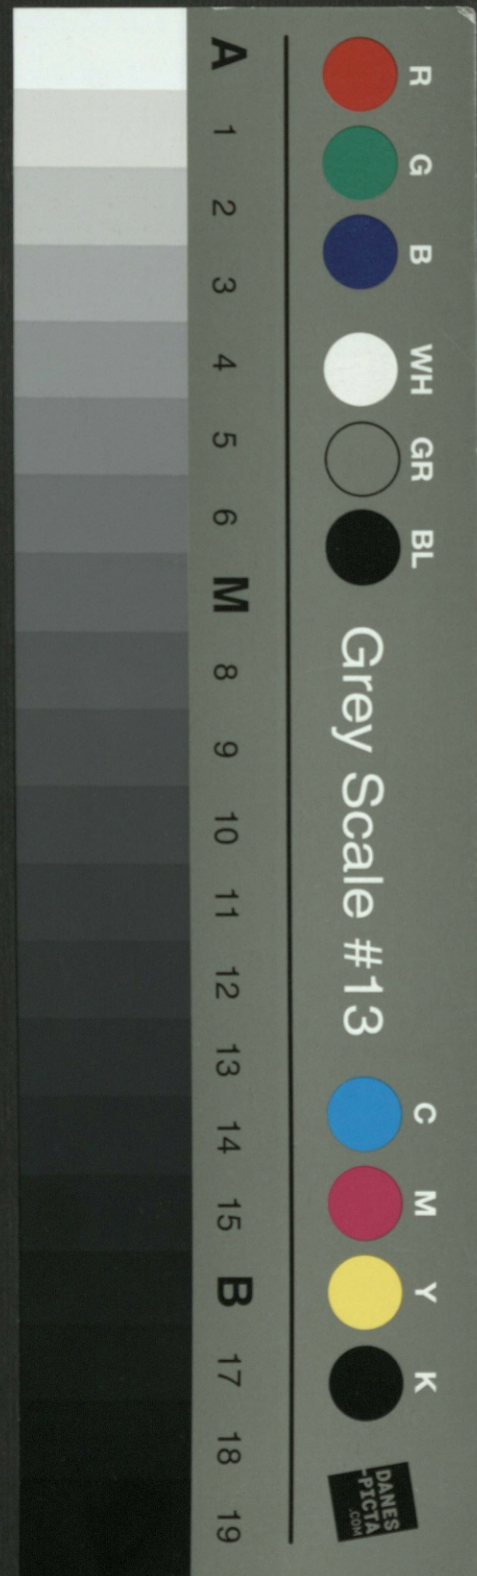 R G B WH GR BL Grey Scale #13 C M Y K
DANES
-PICTA
.COM
A 1 2 3 4 5 6 M 8 9 10 11 12 13 14 15 B 17 18 19